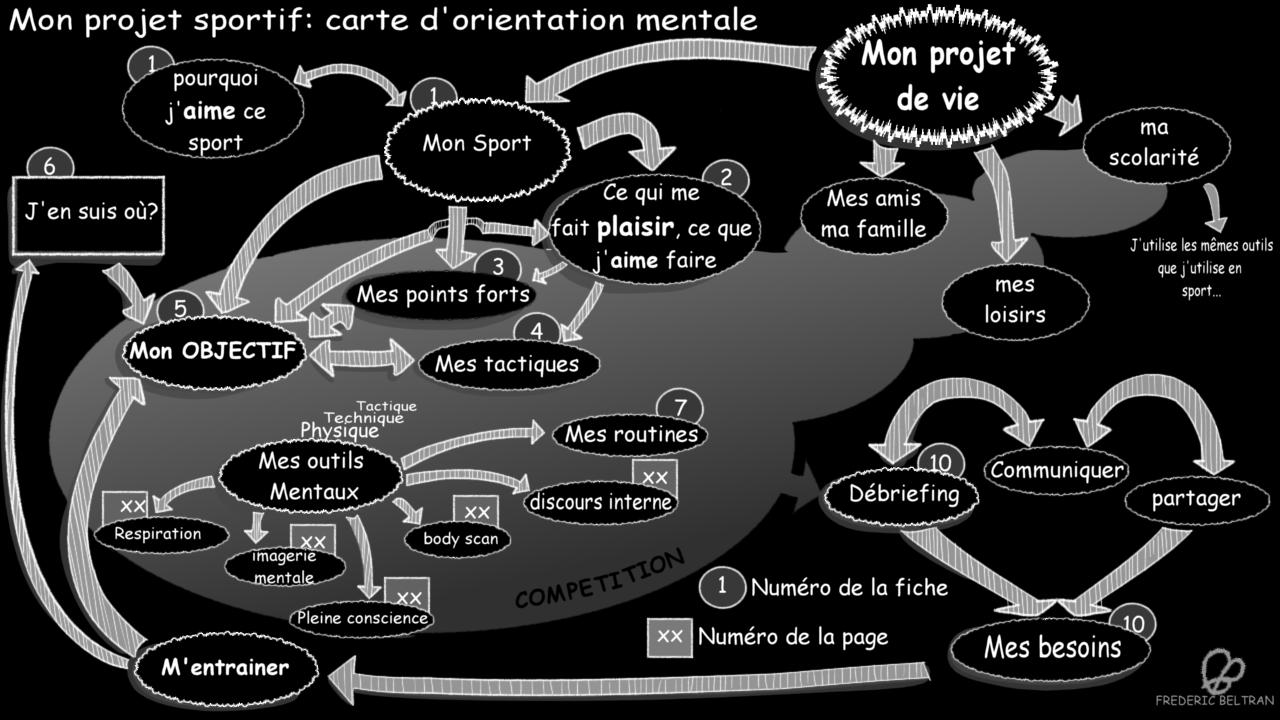 Mon projet sportif: carte d'orientation mentale
Mon projet
de vie
1
pourquoi
j'aime ce
sport
1
Mon Sport
ma
scolarité
6
J'en suis où?
2
Ce qui me
fait plaisir, ce que
j'aime faire
Mes amis
ma famille
J'utilise les mêmes outils
que j'utilise en
sport...
3
Mes points forts
mes
loisirs
5
Mon OBJECTIF
4
Mes tactiques
Tactique
Technique
Physique
Mes outils
Mentaux
7
Mes routines
xx
discours interne
xx
Respiration
xx
imagerie
mentale
xx
body scan
xx
Pleine conscience
COMPETITION
10
Débriefing
Communiquer
partager
1
Numéro de la fiche
xx
Numéro de la page
10
Mes besoins
M'entrainer
FREDERIC BELTRAN